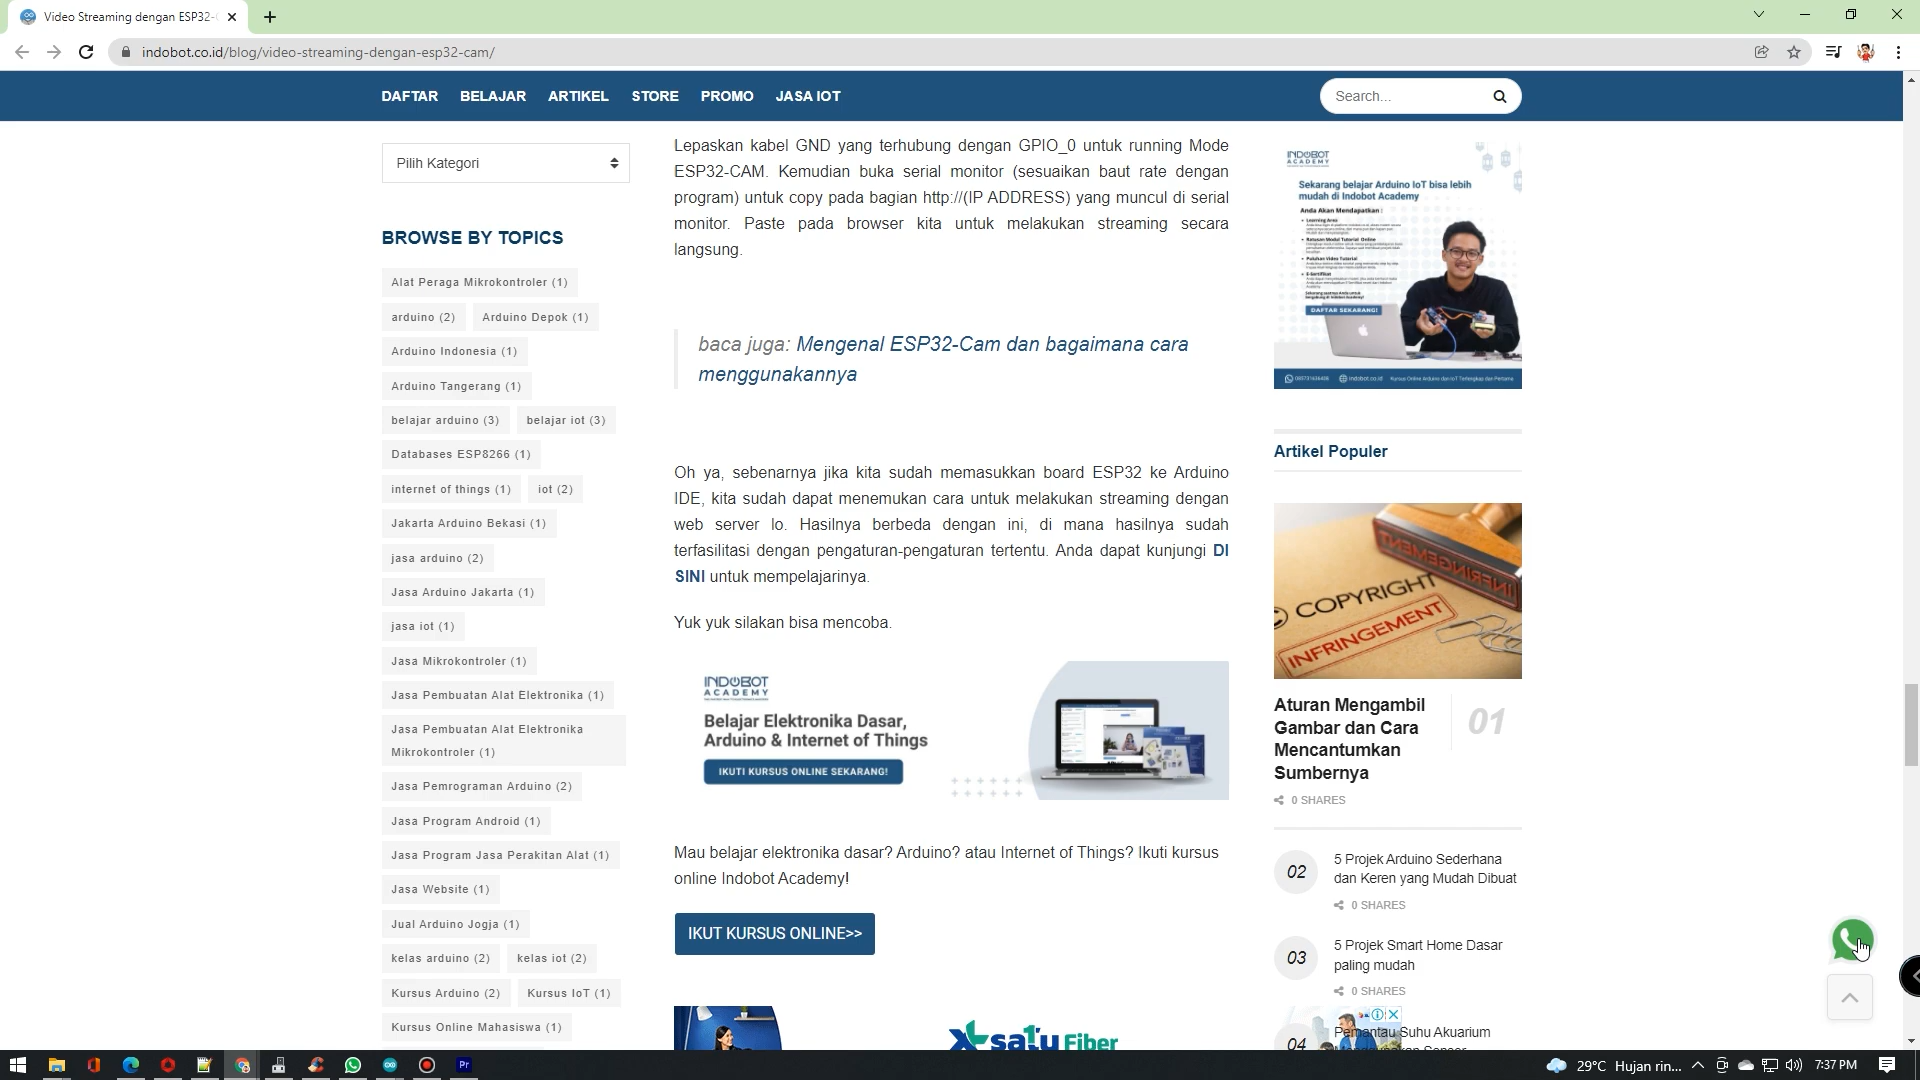 Video Streaming dengan ESP32-
indobot.co.id/blog/video-streaming-dengan-esp32-cam/
DAFTAR BELAJAR ARTIKEL STORE PROMO JASA IOT
Search...
Pilih Kategori
BROWSE BY TOPICS
Alat Peraga Mikrokontroler (1)
arduino (2) Arduino Depok (1)
Arduino Indonesia (1)
Arduino Tangerang (1)
belajar arduino (3) belajar iot (3)
Databases ESP8266 (1)
internet of things (1) iot (2)
Jakarta Arduino Bekasi (1)
jasa arduino (2)
Jasa Arduino Jakarta (1)
jasa iot (1)
Jasa Mikrokontroler (1)
Jasa Pembuatan Alat Elektronika (1)
Jasa Pembuatan Alat Elektronika
Mikrokontroler (1)
Jasa Pemrograman Arduino (2)
Jasa Program Android (1)
Jasa Program Jasa Perakitan Alat (1)
Jasa Website (1)
Jual Arduino Jogja (1)
kelas arduino (2) kelas iot (2)
Kursus Arduino (2) Kursus IoT (1)
Kursus Online Mahasiswa (1)
Lepaskan kabel GND yang terhubung dengan GPIO_0 untuk running Mode
ESP32-CAM. Kemudian buka serial monitor (sesuaikan baut rate dengan
program) untuk copy pada bagian http://(IP ADDRESS) yang muncul di serial
monitor. Paste pada browser kita untuk melakukan streaming secara
langsung.
baca juga: Mengenal ESP32-Cam dan bagaimana cara
menggunakannya
Oh ya, sebenarnya jika kita sudah memasukkan board ESP32 ke Arduino
IDE, kita sudah dapat menemukan cara untuk melakukan streaming dengan
web server lo. Hasilnya berbeda dengan ini, di mana hasilnya sudah
terfasilitasi dengan pengaturan-pengaturan tertentu. Anda dapat kunjungi DI
SINI untuk mempelajarinya.
Yuk yuk silakan bisa mencoba.
INDOBOT
ACADEMY
Belajar Elektronika Dasar,
Arduino & Internet of Things
IKUTI KURSUS ONLINE SEKARANG!
Mau belajar elektronika dasar? Arduino? atau Internet of Things? Ikuti kursus
online Indobot Academy!
IKUT KURSUS ONLINE>>
satu Fiber
INDOBOT
ACADEMY
Sekarang belajar Arduino IoT bisa lebih
mudah di Indobot Academy
Anda Akan Mendapatkan :
Learning Area
Ratusan Modul Tutorial Online
Puluhan Video Tutorial
E-Sertifikat
DAFTAR SEKARANG!
indobot.co.id Kursus Online Arduino dan IoT Terlengkap dan Pertama
Artikel Populer
COPYRIGHT
INFRINGEMENT
Aturan Mengambil
Gambar dan Cara
Mencantumkan
Sumbernya
01
0 SHARES
02
5 Projek Arduino Sederhana
dan Keren yang Mudah Dibuat
0 SHARES
03
5 Projek Smart Home Dasar
paling mudah
0 SHARES
04
Pemantau Suhu Akuarium
Pr
29°C Hujan rin...
7:37 PM